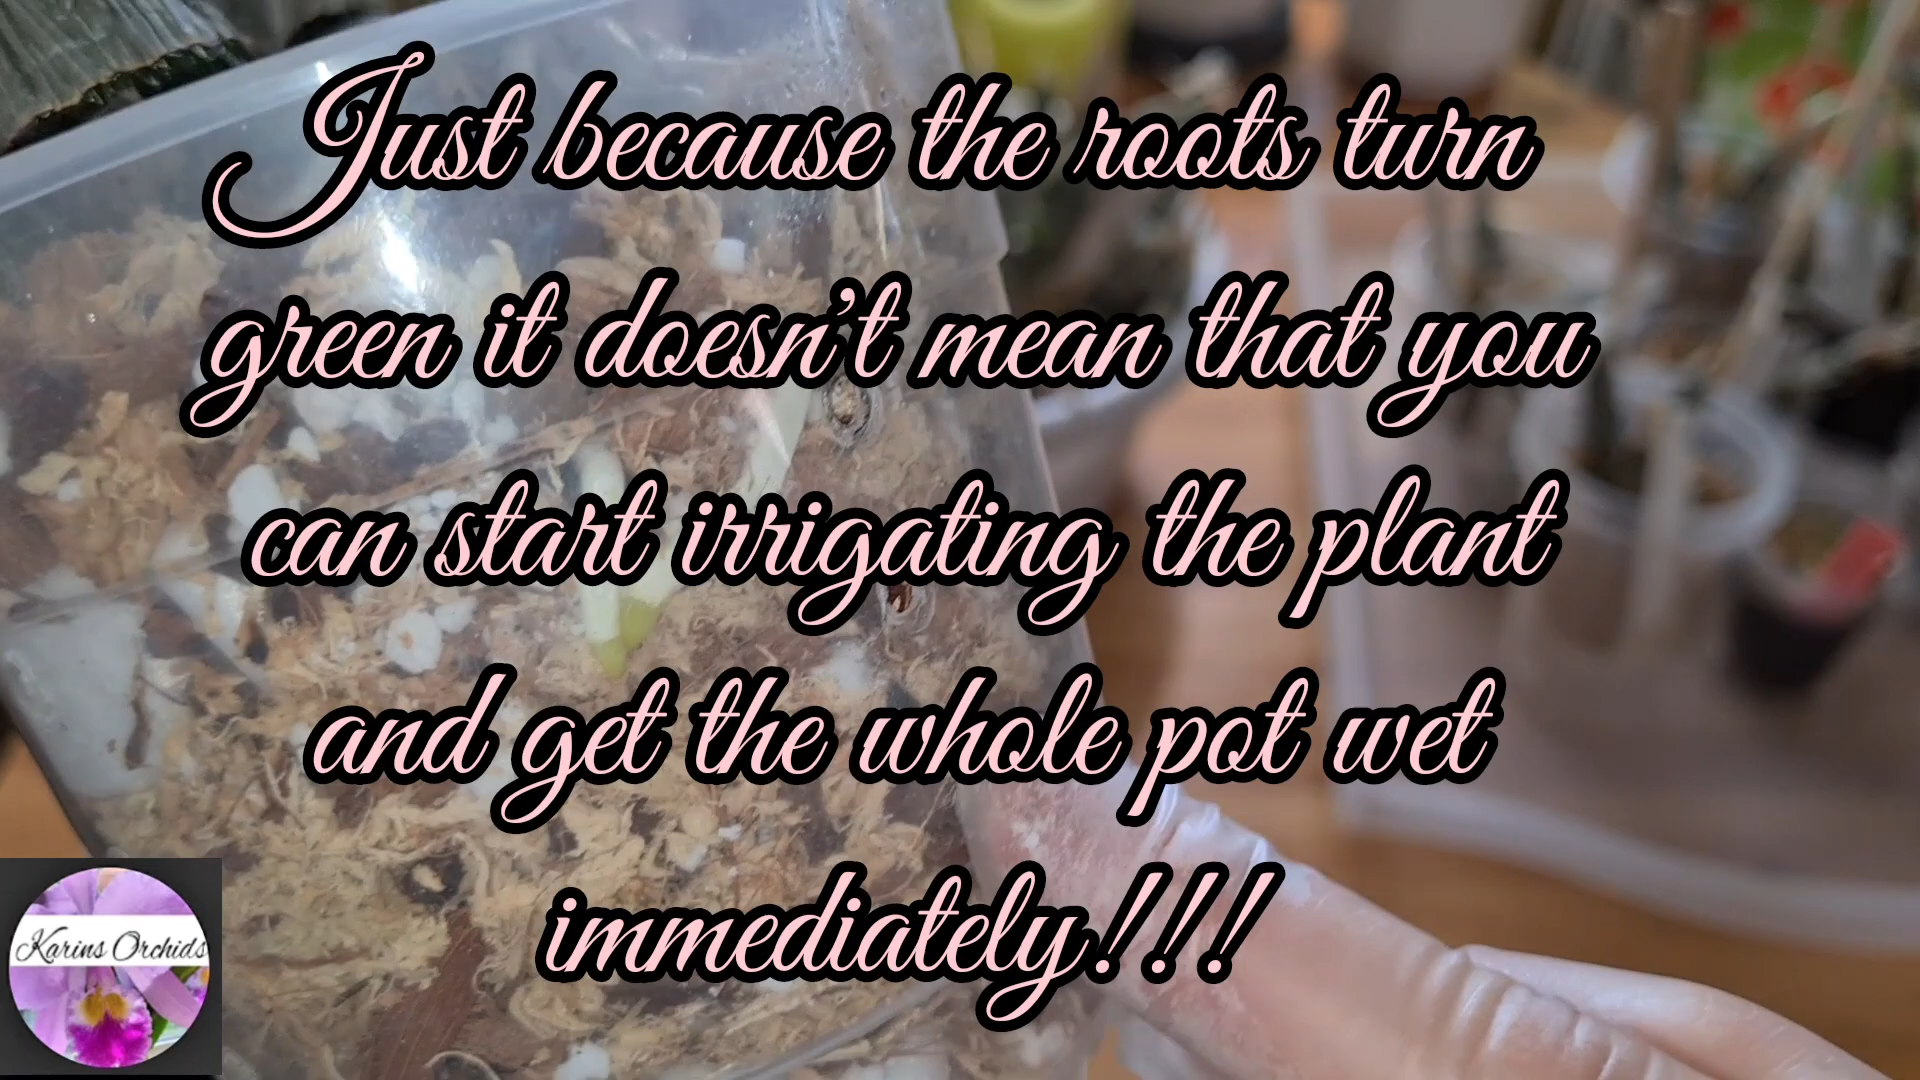 Just because the roots turn
green it doesn't mean that you
can start irrigating the plant
and get the whole pot wet
immediately!!!
Karins Orchids